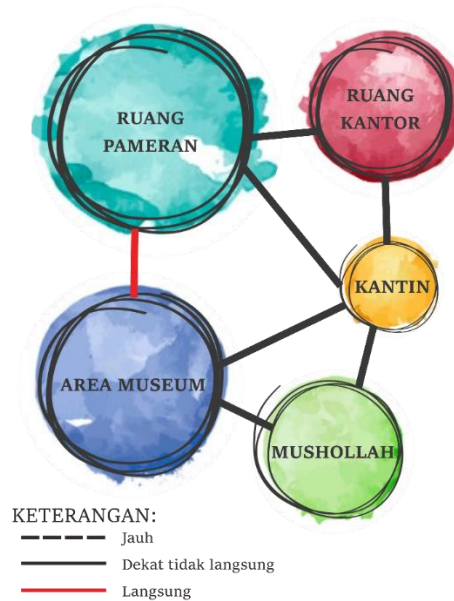 RUANG
PAMERAN
RUANG
KANTOR
KANTIN
AREA MUSEUM
MUSHOLLAH
KETERANGAN:
Jauh
Dekat tidak langsung
Langsung